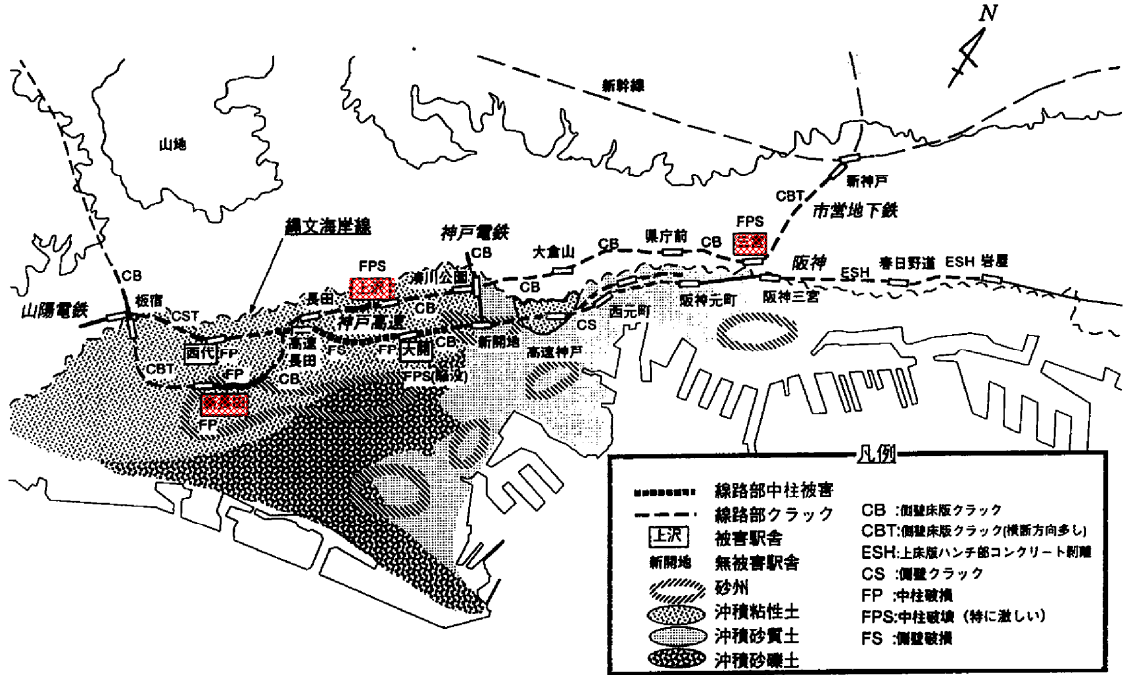 N
新幹線
山地
新神戸
CBT
市営地下鉄
縄文海岸線
神戸電鉄
FPS
三宮
県庁前
CB
大倉山
CB
CB
阪神
春日野道
ESH 岩屋
ESH
FPS
上沢
湊川公園
CB
CB
山陽電鉄
板宿
CST
長田
CB
神戸高速
西元町
阪神元町
阪神三宮
CS
西代
FP
高速
長田
FS
FP
大開
CB
新開地
高速神戸
CBT
FP
CB
FPS
新長田
FP
凡例
線路部中柱被害
線路部クラック
上沢 被害駅舎
新開地 無被害駅舎
砂州
沖積粘性土
沖積砂質土
沖積砂礫土
CB :側壁床版クラック
CBT:側壁床版クラック(横断方向多し)
ESH:上床版ハンチ部コンクリート剥離
CS :側壁クラック
FP :中柱破損
FPS:中柱破壊(特に激しい)
FS :側壁破損